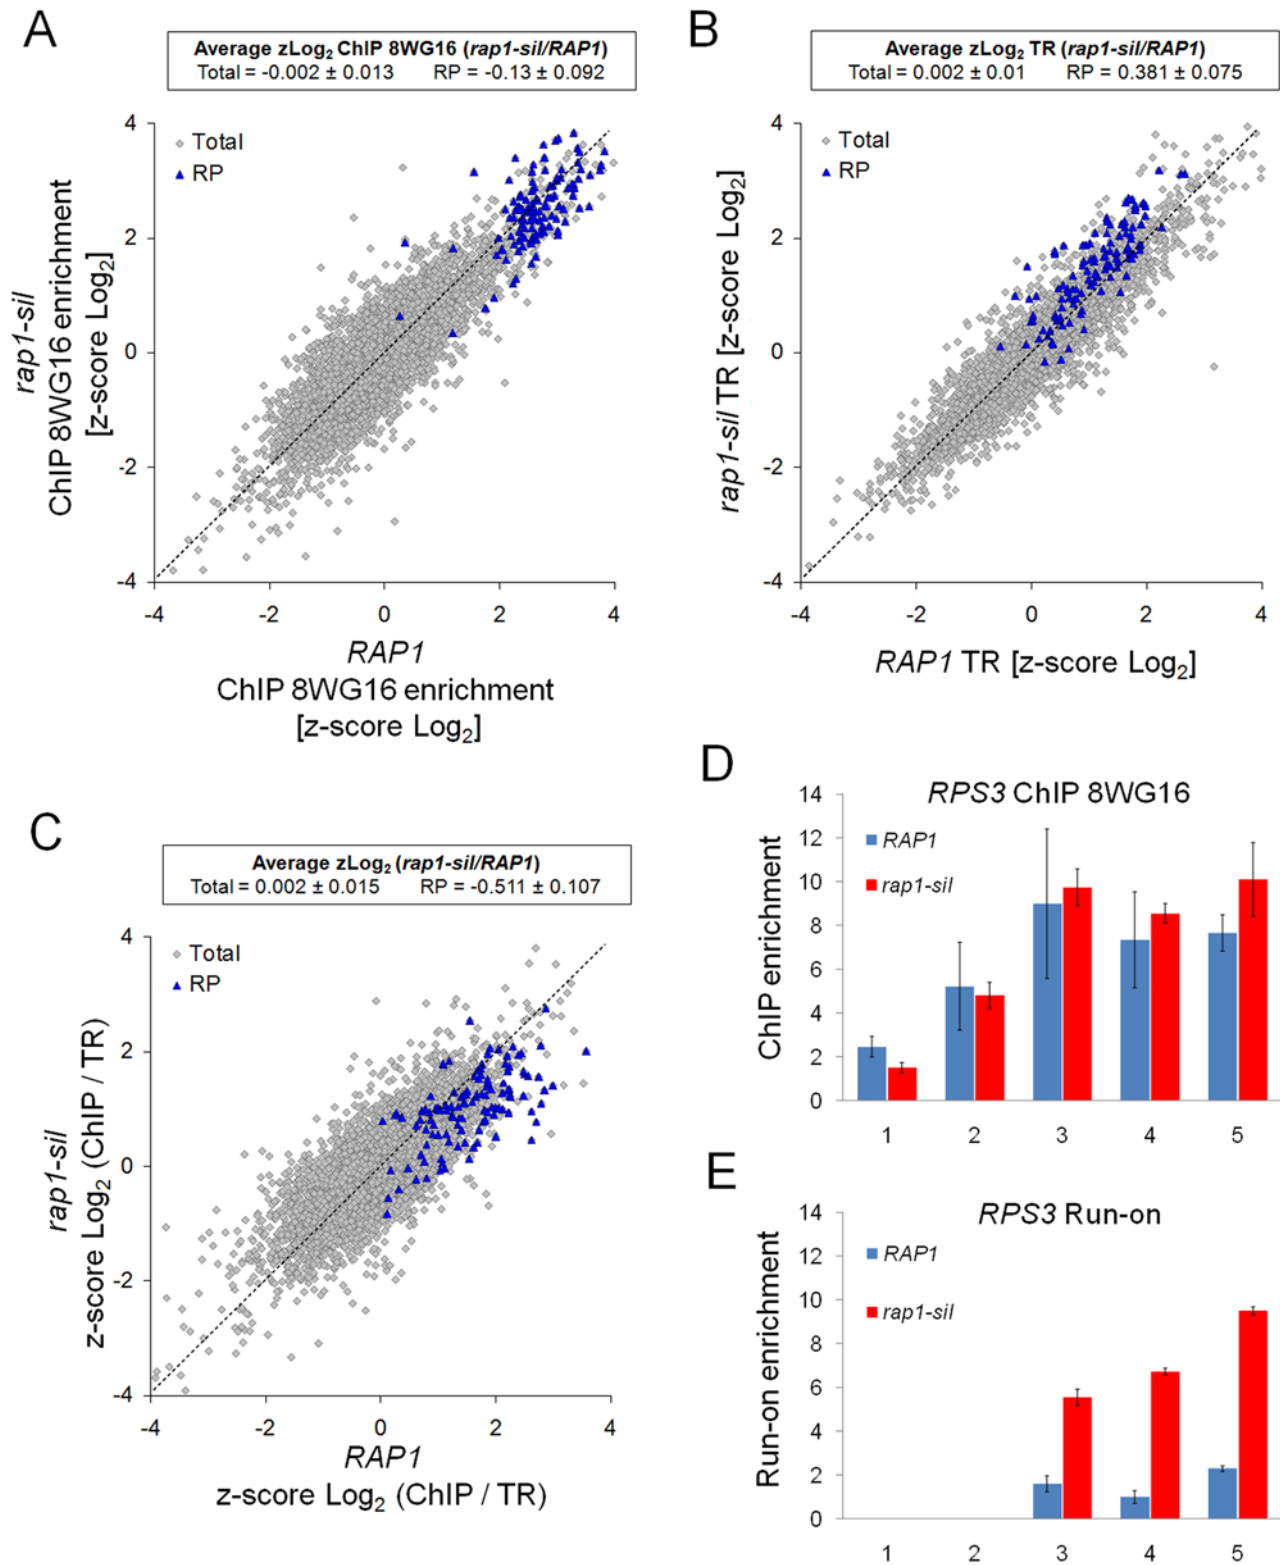 A
Average zLog₂ ChIP 8WG16 (rap1-sil/RAP1)
Total = -0.002 ± 0.013 RP = -0.13 ± 0.092
4
2
0
-2
-4
Total
RP
rap1-sil
ChIP 8WG16 enrichment
[z-score Log₂]
-4 -2 0 2 4
RAP1
ChIP 8WG16 enrichment
[z-score Log₂]
B
Average zLog₂ TR (rap1-sil/RAP1)
Total = 0.002 ± 0.01 RP = 0.381 ± 0.075
4
2
0
-2
-4
Total
RP
rap1-sil TR [z-score Log₂]
-4 -2 0 2 4
RAP1 TR [z-score Log₂]
C
Average zLog₂ (rap1-sil/RAP1)
Total = 0.002 ± 0.015 RP = -0.511 ± 0.107
4
2
0
-2
-4
Total
RP
rap1-sil
z-score Log₂ (ChIP / TR)
-4 -2 0 2 4
RAP1
z-score Log₂ (ChIP / TR)
D
RPS3 ChIP 8WG16
14
12
10
8
6
4
2
0
RAP1
rap1-sil
ChIP enrichment
1 2 3 4 5
E
RPS3 Run-on
14
12
10
8
6
4
2
0
RAP1
rap1-sil
Run-on enrichment
1 2 3 4 5